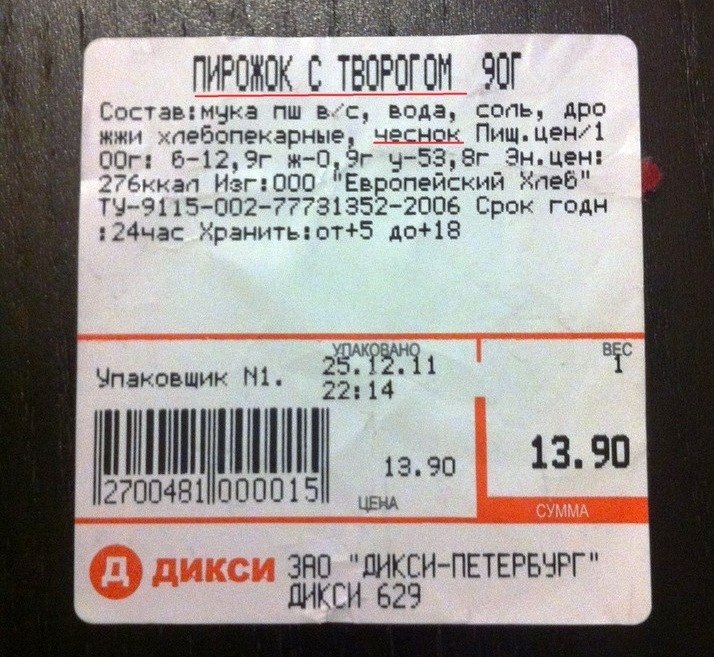 ПИРОЖОК С ТВОРОГОМ 90Г
Состав:мука пш в/с, вода, соль, дро
жжи хлебопекарные, чеснок Пищ.цен/1
00г: б-12,9г ж-0,9г у-53,8г Эн.цен:
276ккал Изг:ООО "Европейский Хлеб"
ТУ-9115-002-77731352-2006 Срок годн
:24час Хранить:от+5 до+18
УПАКОВАНО
ВЕС
Упаковщик N1.
25.12.11
22:14
1
13.90
13.90
2700481000015
ЦЕНА
СУММА
Д ДИКСИ
ЗАО "ДИКСИ-ПЕТЕРБУРГ"
ДИКСИ 629